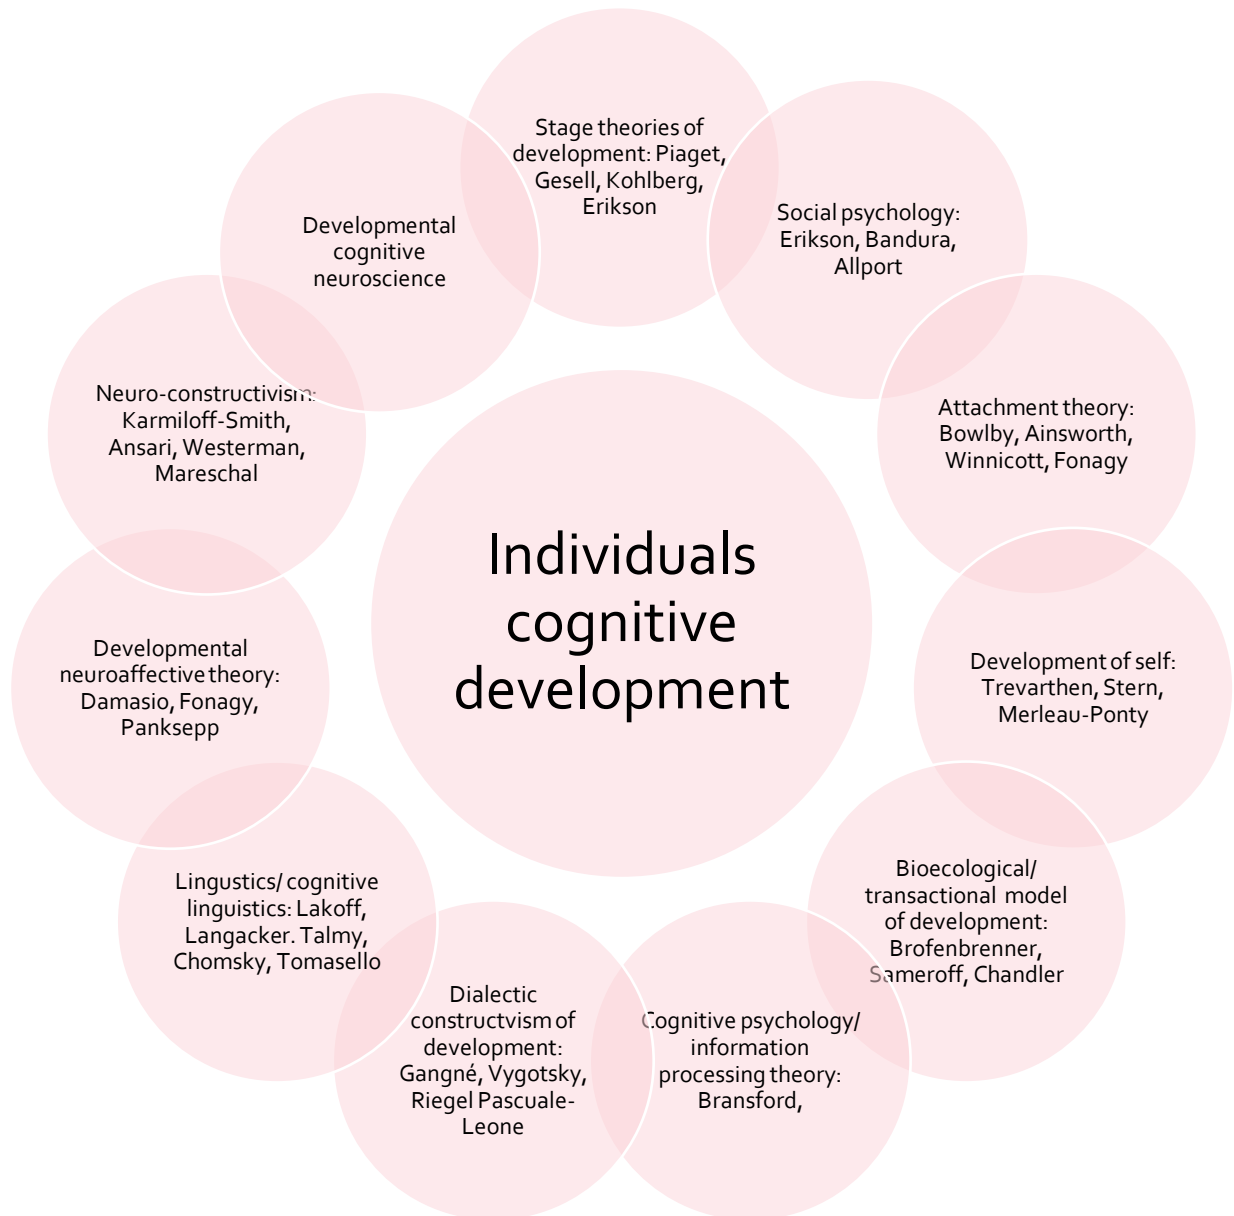 Stage theories of
development: Piaget,
Gesell, Kohlberg,
Erikson
Social psychology:
Erikson, Bandura,
Allport
Attachment theory:
Bowlby, Ainsworth,
Winnicott, Fonagy
Development of self:
Trevarthen, Stern,
Merleau-Ponty
Bioecological/
transactional model
of development:
Brofenbrenner,
Sameroff, Chandler
Cognitive psychology/
information
processing theory:
Bransford,
Dialectic
constructvism of
development:
Gangné, Vygotsky,
Riegel Pascuale-
Leone
Lingustics/ cognitive
linguistics: Lakoff,
Langacker. Talmy,
Chomsky, Tomasello
Developmental
neuroaffective theory:
Damasio, Fonagy,
Panksepp
Neuro-constructivism:
Karmiloff-Smith,
Ansari, Westerman,
Mareschal
Developmental
cognitive
neuroscience
Individuals
cognitive
development